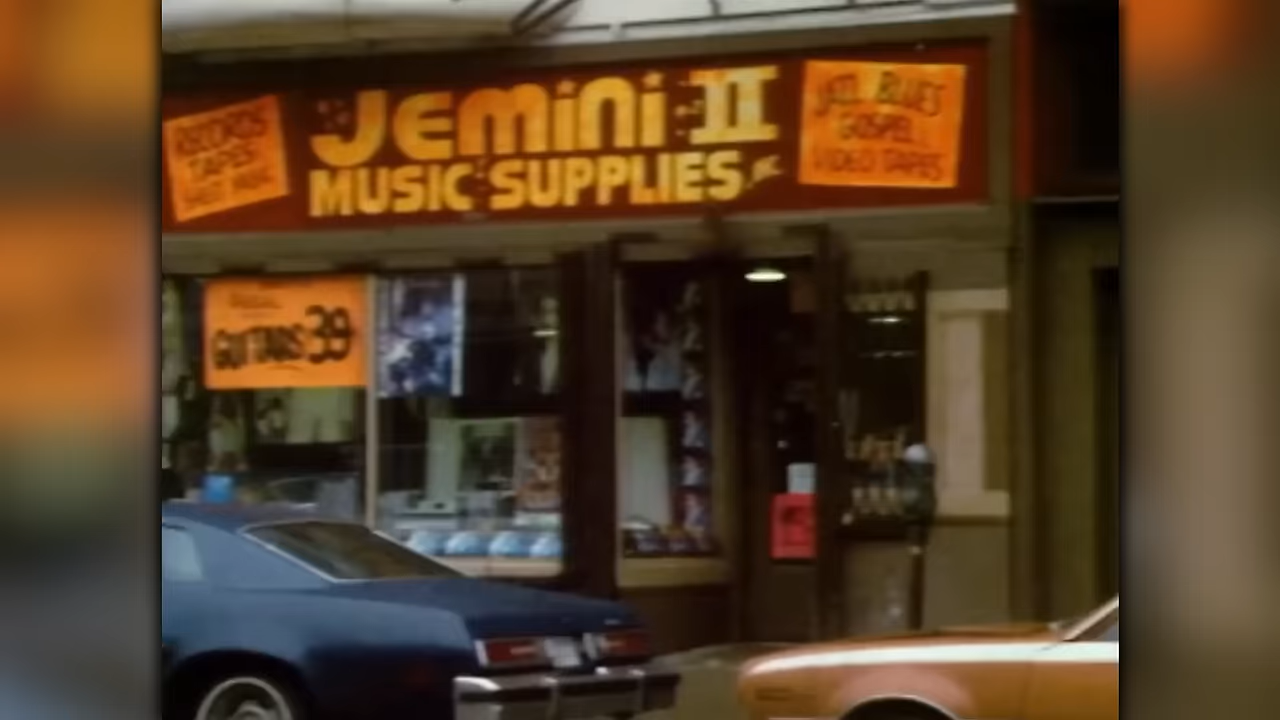 RECORDS
TAPES
JEMINI II
MUSIC SUPPLIES
JAZZ BLUES
GOSPEL
VIDEO TAPES
GUITARS 39